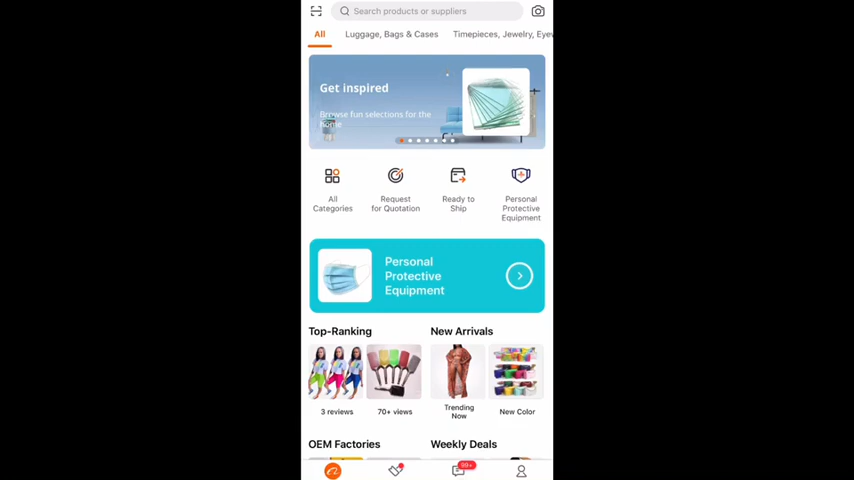 Search products or suppliers
All
Luggage, Bags & Cases
Timepieces, Jewelry, Eyew
Get inspired
Browse fun selections for the
home
All
Categories
Request
for Quotation
Ready to
Ship
Personal
Protective
Equipment
Personal
Protective
Equipment
Top-Ranking
New Arrivals
3 reviews
70+ views
Trending
Now
New Color
OEM Factories
Weekly Deals
99+